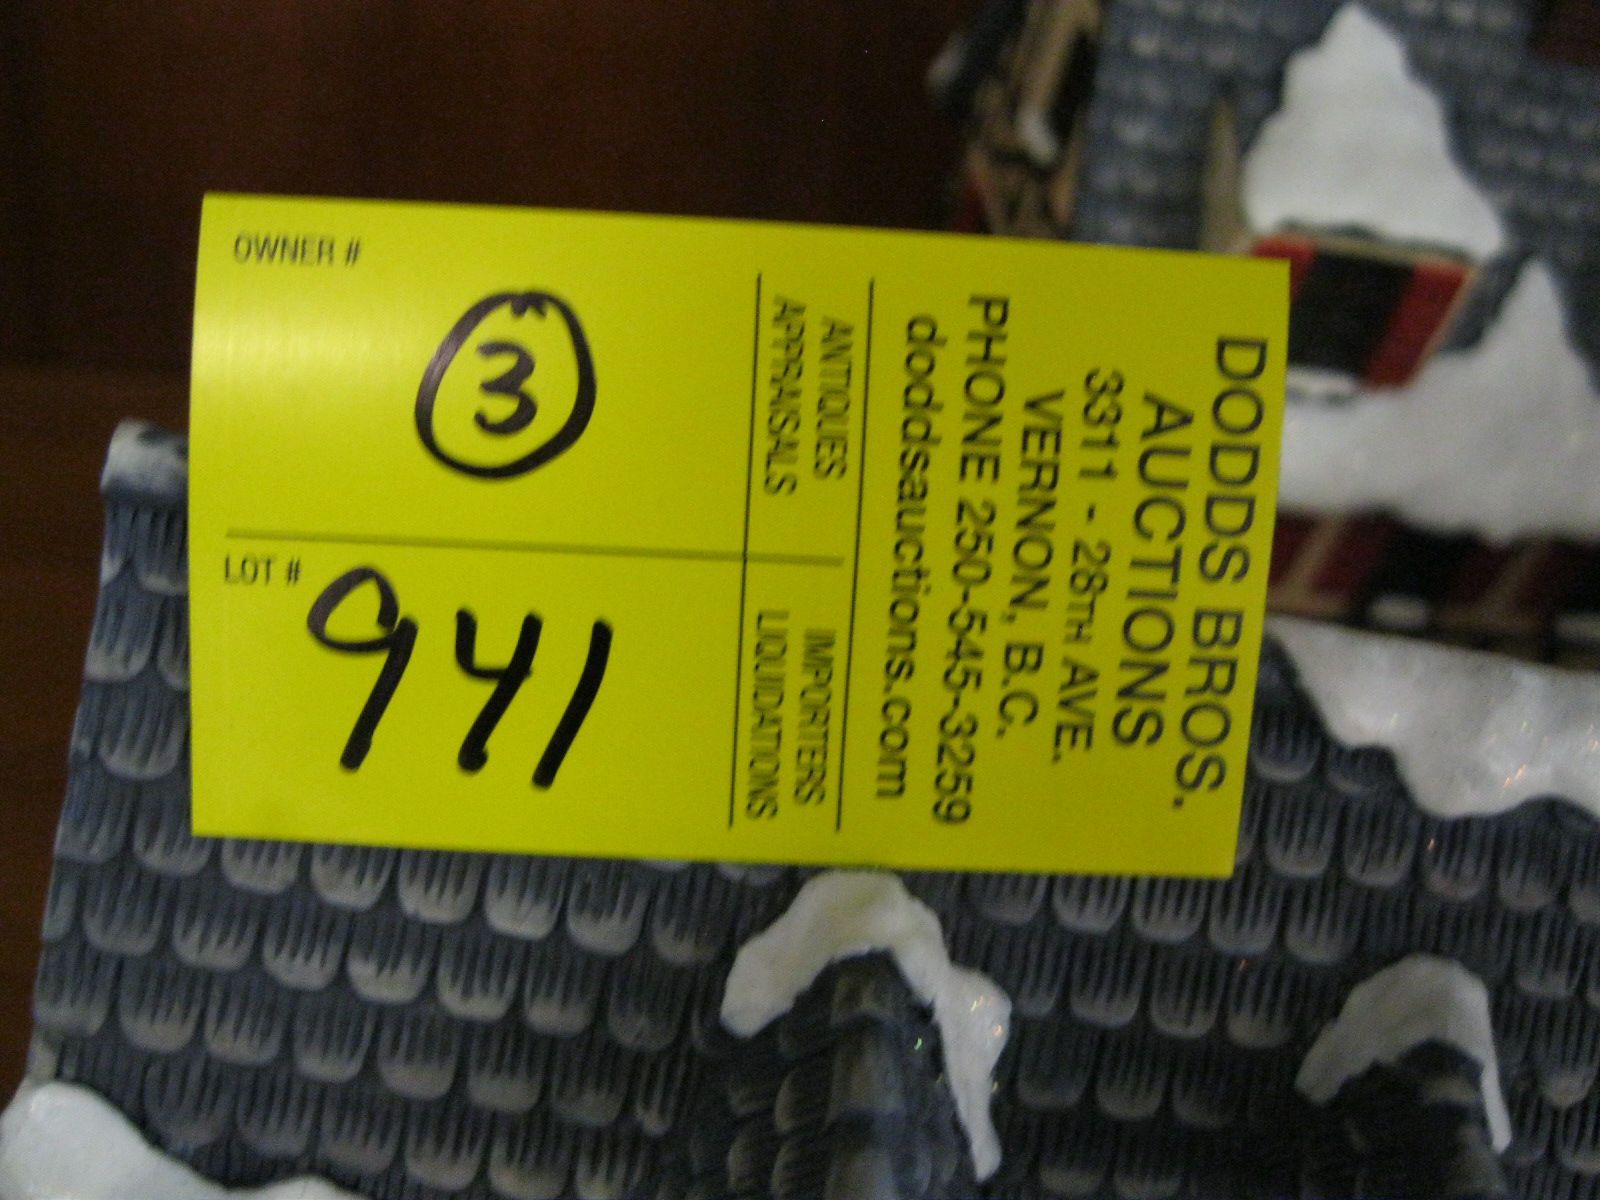 DODDS BROS.
AUCTIONS
3311 - 28TH AVE.
VERNON, B.C.
PHONE 250-545-3259
doddsauctions.com
ANTIQUES
APPRAISALS
IMPORTERS
LIQUIDATIONS
OWNER #
3
LOT #
941